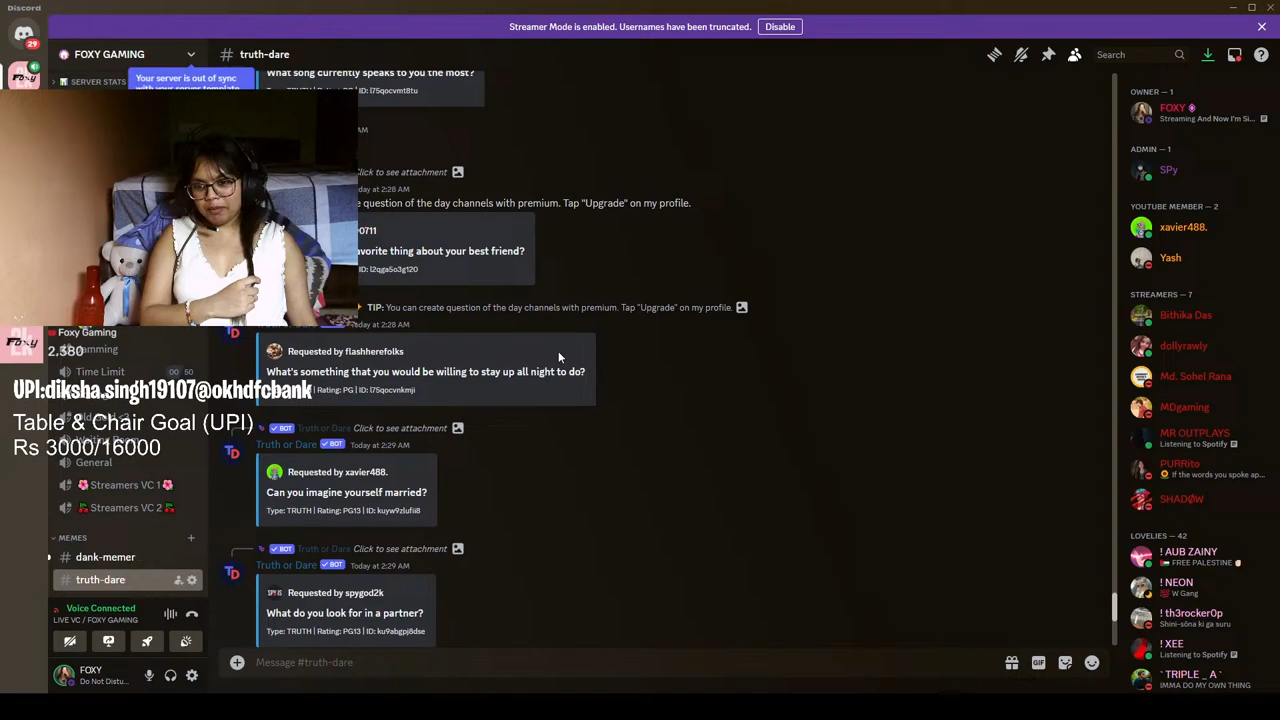 Discord
Streamer Mode is enabled. Usernames have been truncated.
Disable
29
FOXY GAMING
# truth-dare
Search
SERVER STATS
Your server is out of sync
with your server template
What song currently speaks to you the most?
AM
Click to see attachment
Today at 2:28 AM
e question of the day channels with premium. Tap "Upgrade" on my profile.
0711
avorite thing about your best friend?
ID: l2qga5o3g120
TIP: You can create question of the day channels with premium. Tap "Upgrade" on my profile.
Today at 2:28 AM
Requested by flashherefolks
What's something that you would be willing to stay up all night to do?
Rating: PG | ID: l75qocvnkmji
BOT Truth or Dare BOT Click to see attachment
Truth or Dare BOT Today at 2:29 AM
Requested by xavier488.
Can you imagine yourself married?
Type: TRUTH | Rating: PG13 | ID: kuyw9zlufii8
BOT Truth or Dare BOT Click to see attachment
Truth or Dare BOT Today at 2:29 AM
Requested by spygod2k
What do you look for in a partner?
Type: TRUTH | Rating: PG13 | ID: ku9abgpj8dse
Message #truth-dare
GIF
Foxy
Foxy Gaming
2,380
Time Limit
00 50
UPI:diksha.singh19107@okhdfcbank
Table & Chair Goal (UPI)
Rs 3000/16000
General
Streamers VC 1
Streamers VC 2
MEMES
# dank-memer
# truth-dare
Voice Connected
LIVE VC / FOXY GAMING
FOXY
Do Not Distu...
OWNER — 1
FOXY
Streaming And Now I'm Si...
ADMIN — 1
SPy
YOUTUBE MEMBER — 2
xavier488.
Yash
STREAMERS — 7
Bithika Das
dollyrawly
Md. Sohel Rana
MDgaming
MR OUTPLAYS
Listening to Spotify
PURRito
If the words you spoke ap...
SHADØW
LOVELIES — 42
! AUB ZAINY
FREE PALESTINE
! NEON
W Gang
! th3rocker0p
Shini-sōna ki ga suru
! XEE
Listening to Spotify
` TRIPLE _ A `
IMMA DO MY OWN THING